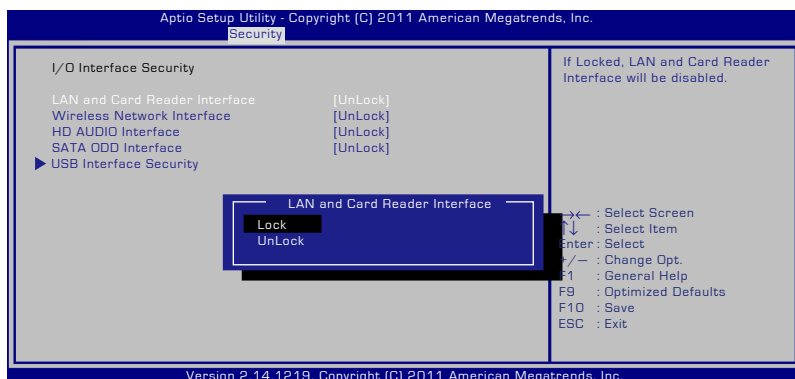 Aptio Setup Utility - Copyright (C) 2011 American Megatrends, Inc.
Security
I/O Interface Security
LAN and Card Reader Interface [UnLock]
Wireless Network Interface [UnLock]
HD AUDIO Interface [UnLock]
SATA ODD Interface [UnLock]
USB Interface Security
LAN and Card Reader Interface
Lock
UnLock
If Locked, LAN and Card Reader
Interface will be disabled.
→← : Select Screen
↑↓ : Select Item
Enter : Select
+/− : Change Opt.
F1 : General Help
F9 : Optimized Defaults
F10 : Save
ESC : Exit
Version 2.14.1219. Copyright (C) 2011 American Megatrends, Inc.